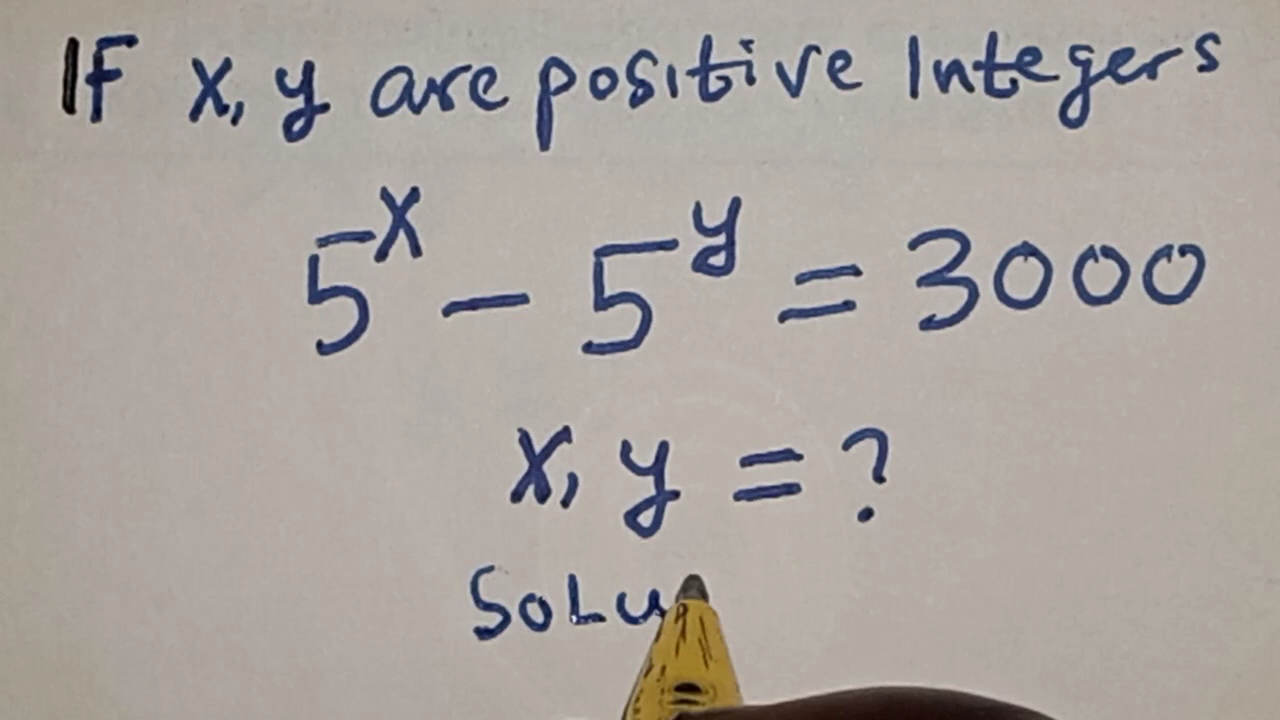 IF x, y are positive Integers
5^x - 5^y = 3000
x, y = ?
Solu